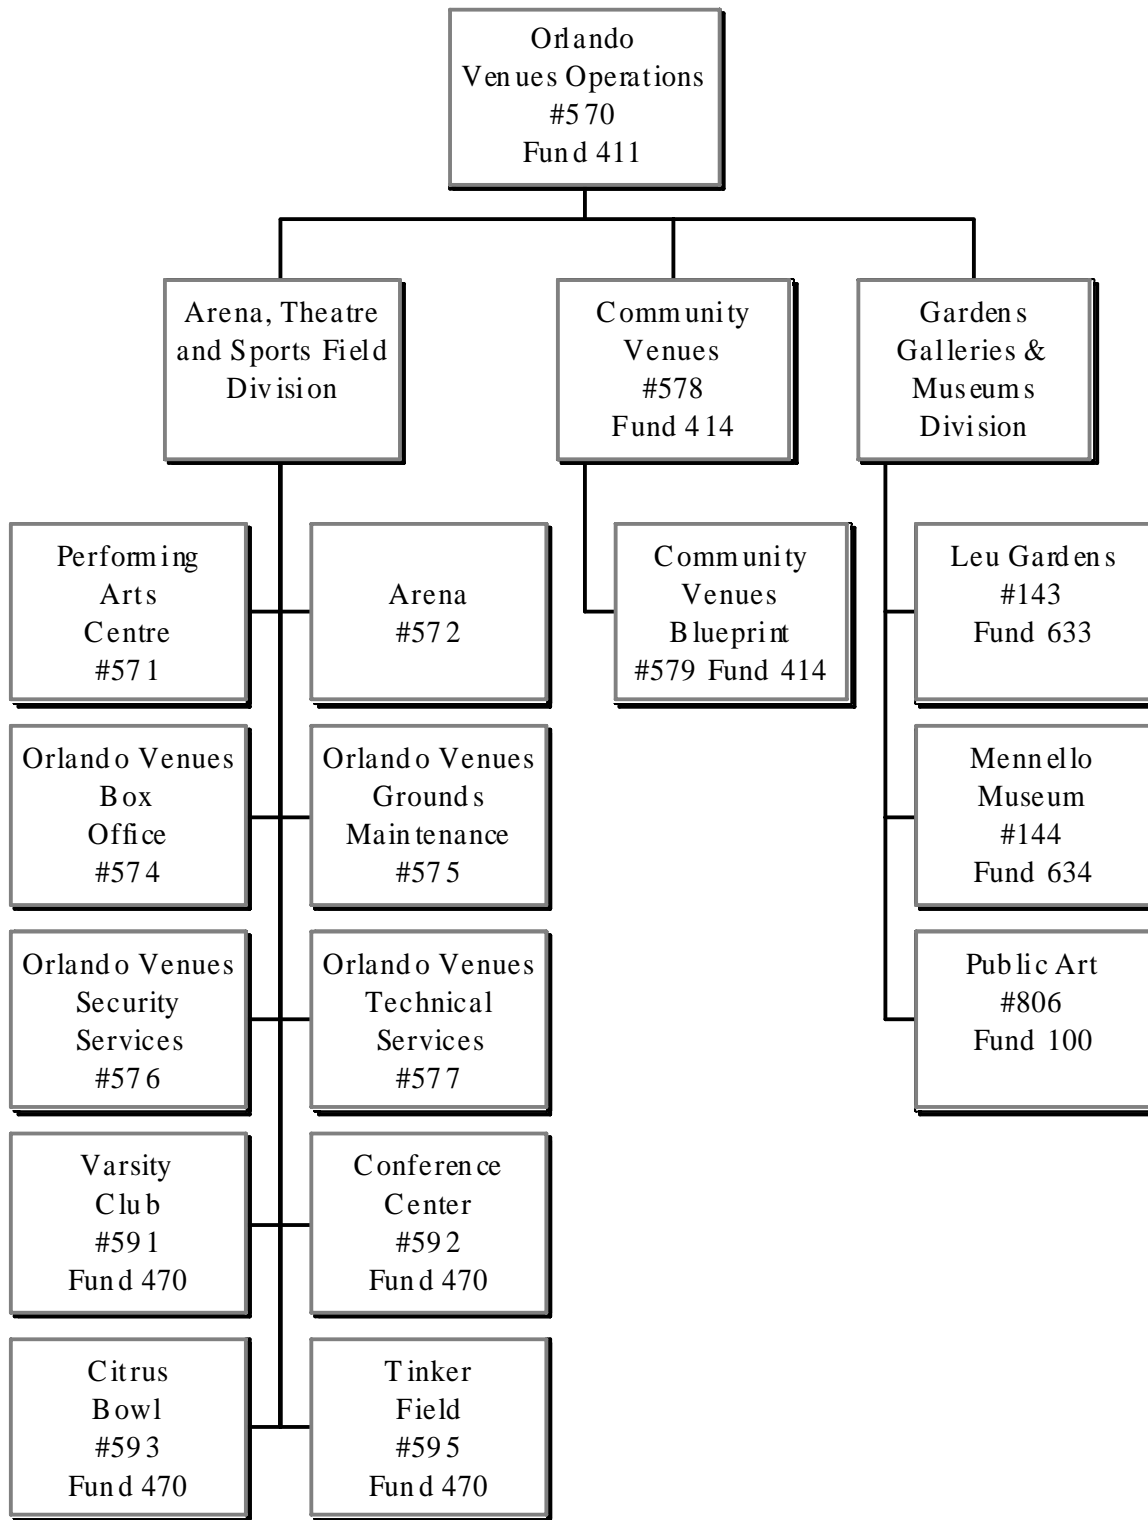 Orlando
Venues Operations
#570
Fund 411
Arena, Theatre
and Sports Field
Division
Community
Venues
#578
Fund 414
Gardens
Galleries &
Museums
Division
Performing
Arts
Centre
#571
Arena
#572
Community
Venues
Blueprint
#579 Fund 414
Leu Gardens
#143
Fund 633
Orlando Venues
Box
Office
#574
Orlando Venues
Grounds
Maintenance
#575
Mennello
Museum
#144
Fund 634
Orlando Venues
Security
Services
#576
Orlando Venues
Technical
Services
#577
Public Art
#806
Fund 100
Varsity
Club
#591
Fund 470
Conference
Center
#592
Fund 470
Citrus
Bowl
#593
Fund 470
Tinker
Field
#595
Fund 470